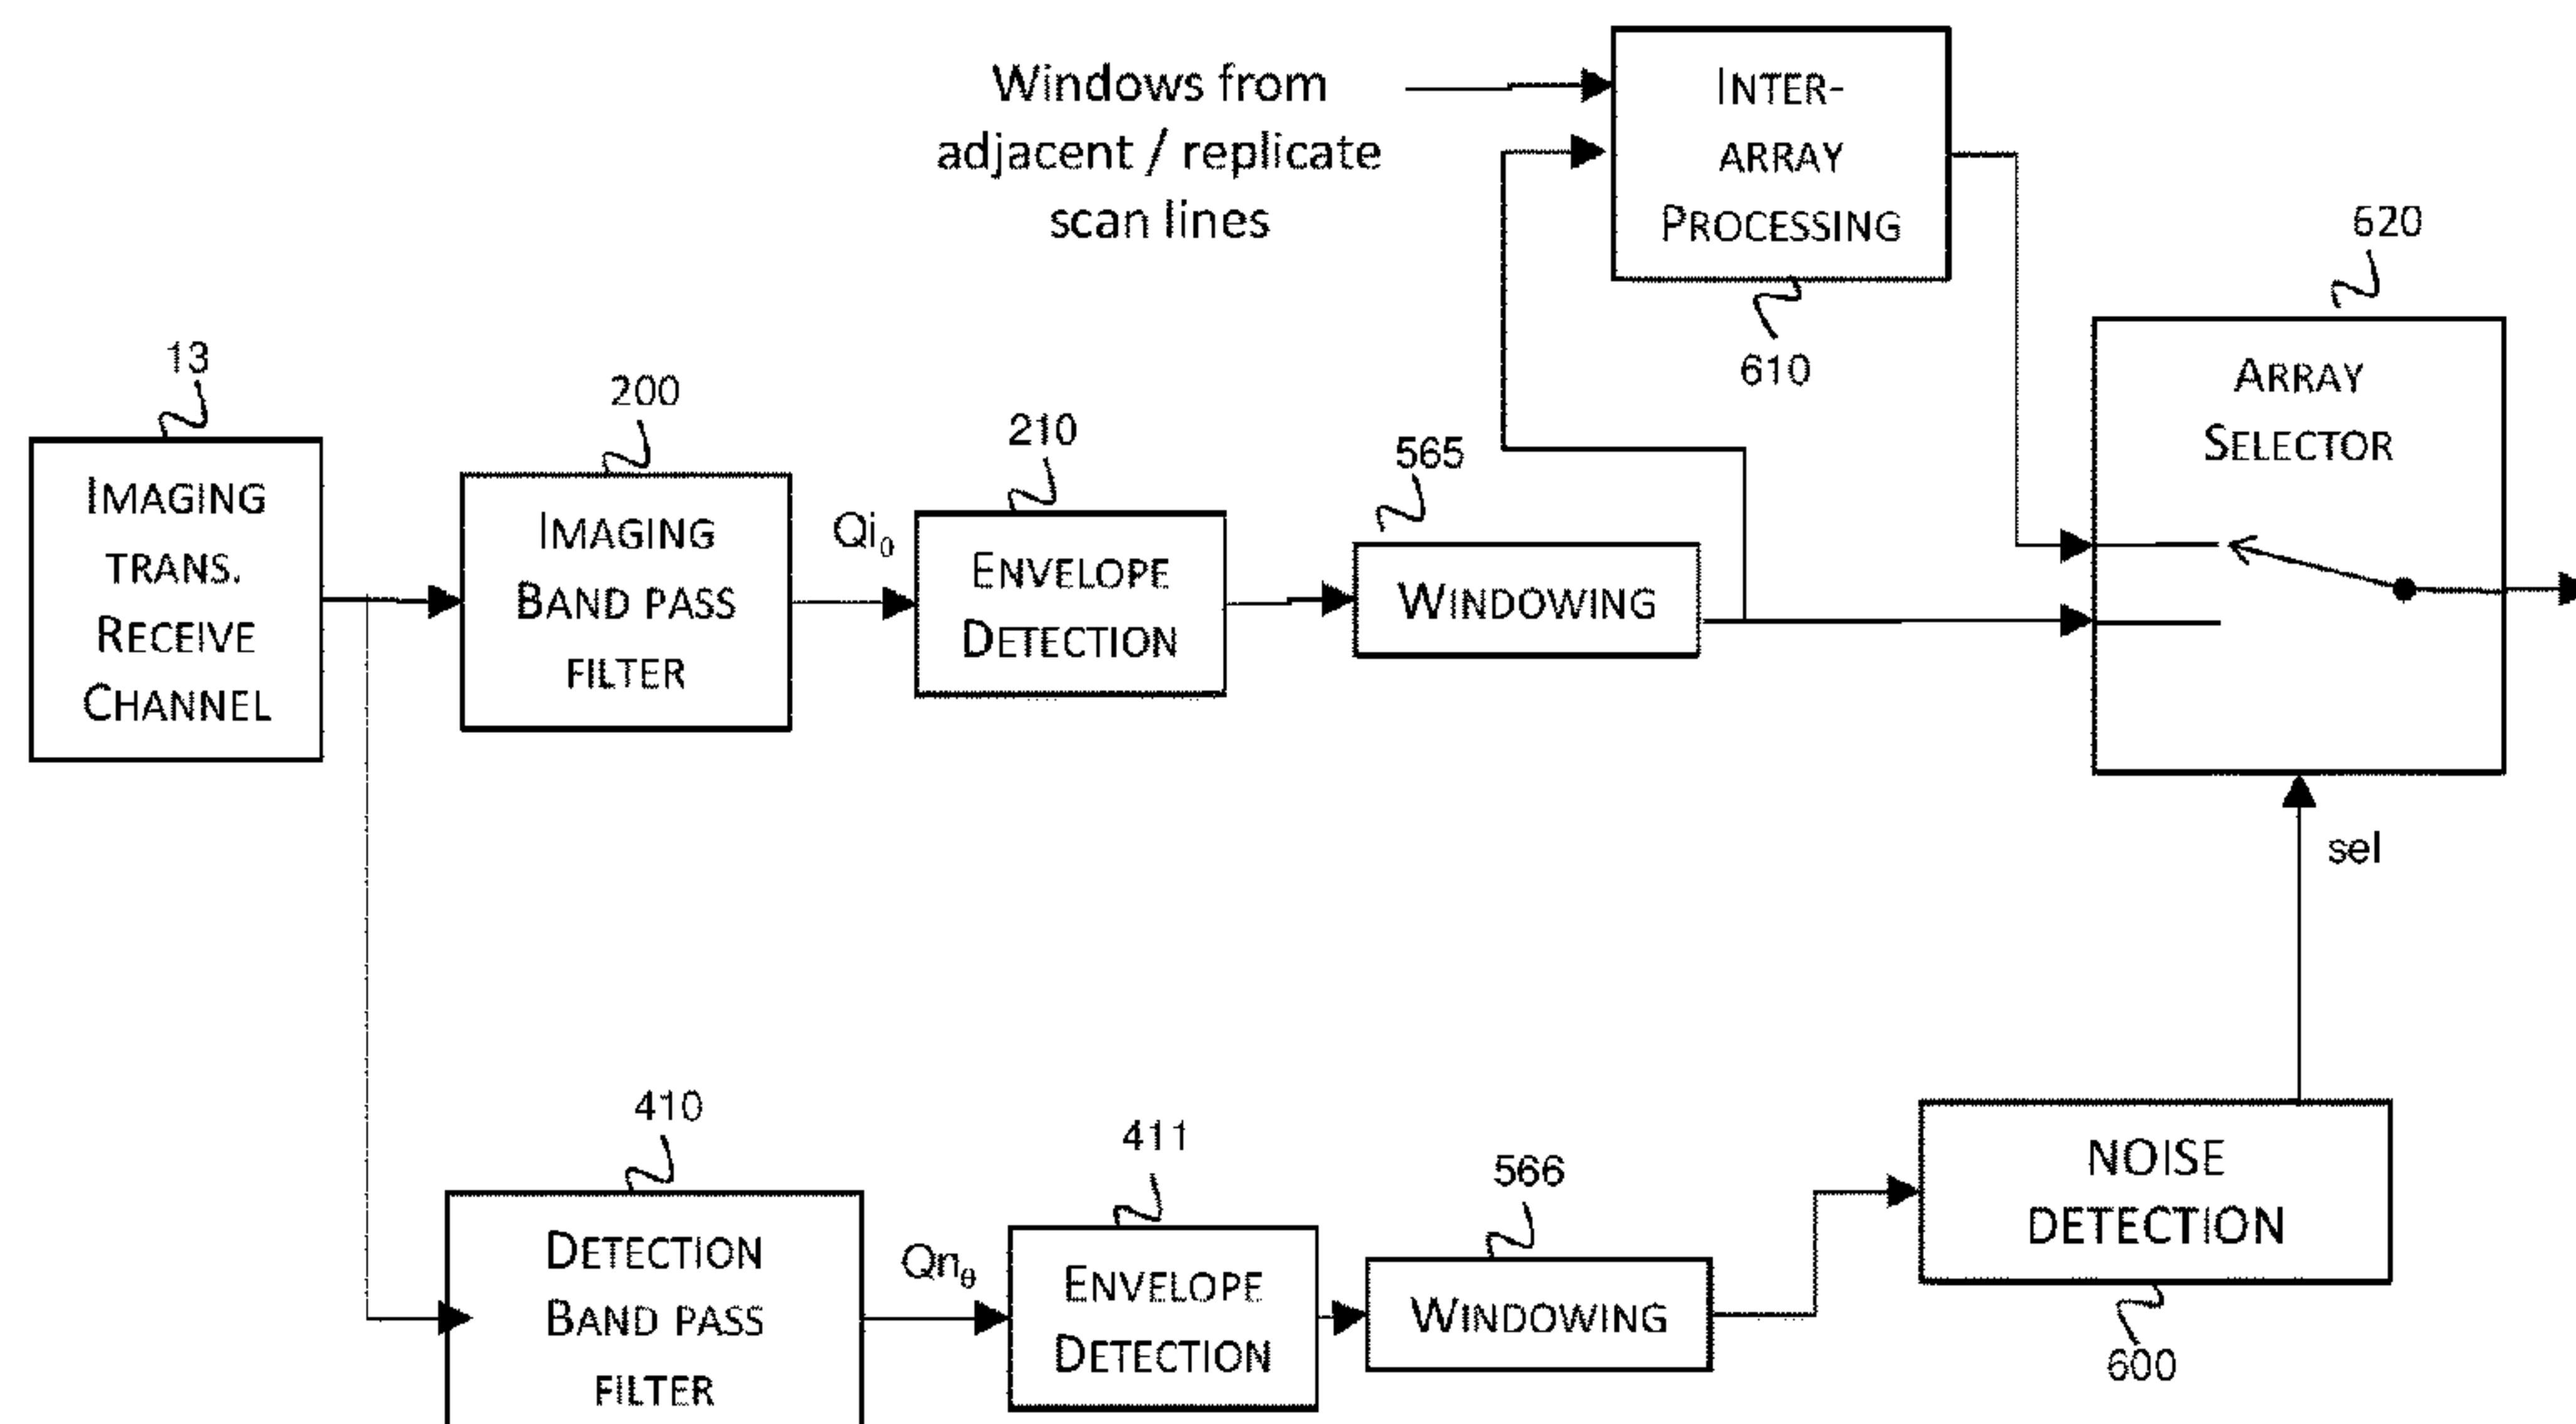 Windows from
adjacent / replicate
scan lines
INTER-
ARRAY
PROCESSING
610
620
ARRAY
SELECTOR
13
IMAGING
TRANS.
RECEIVE
CHANNEL
200
IMAGING
BAND PASS
FILTER
Qi₀
210
ENVELOPE
DETECTION
565
WINDOWING
sel
410
DETECTION
BAND PASS
FILTER
Qnθ
411
ENVELOPE
DETECTION
566
WINDOWING
NOISE
DETECTION
600